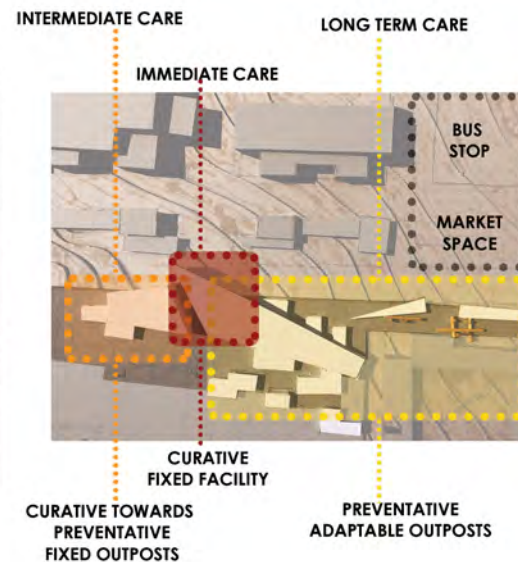 INTERMEDIATE CARE
LONG TERM CARE
IMMEDIATE CARE
BUS
STOP
MARKET
SPACE
CURATIVE
FIXED FACILITY
CURATIVE TOWARDS
PREVENTATIVE
FIXED OUTPOSTS
PREVENTATIVE
ADAPTABLE OUTPOSTS